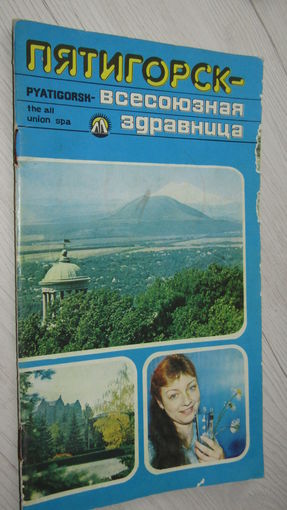 ПЯТИГОРСК-
PYATIGORSK-
the all
union spa
ВСЕСОЮЗНАЯ
ЗДРАВНИЦА